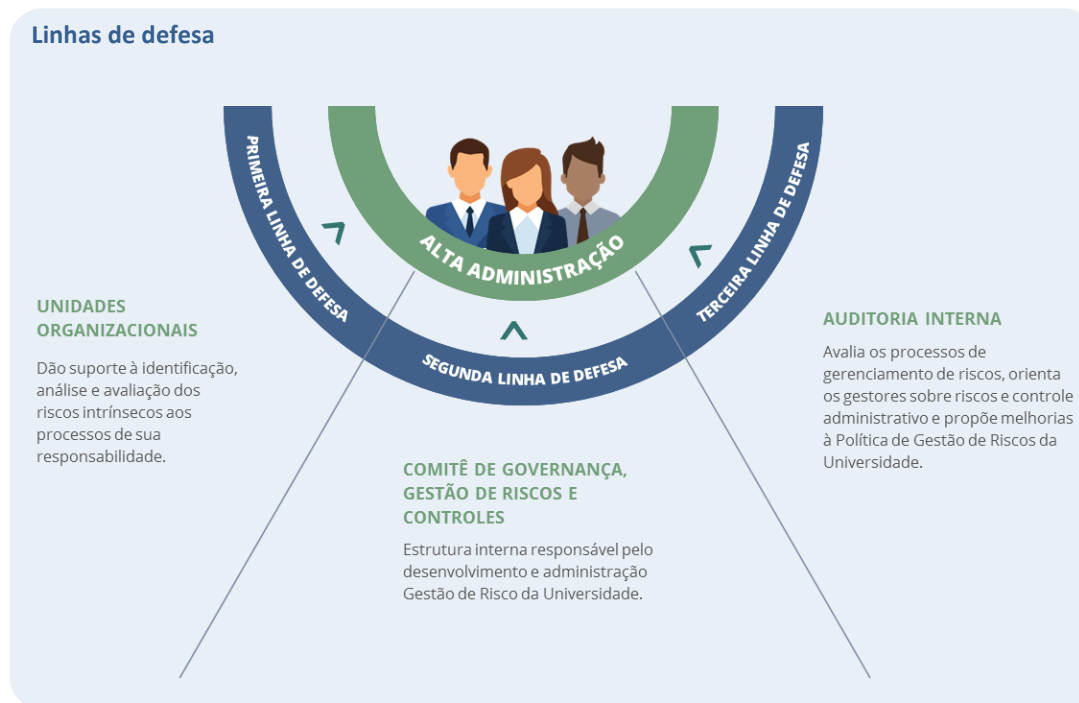 Linhas de defesa
PRIMEIRA LINHA DE DEFESA
ALTA ADMINISTRAÇÃO
SEGUNDA LINHA DE DEFESA
TERCEIRA LINHA DE DEFESA
UNIDADES
ORGANIZACIONAIS
Dão suporte à identificação,
análise e avaliação dos
riscos intrínsecos aos
processos de sua
responsabilidade.
COMITÊ DE GOVERNANÇA,
GESTÃO DE RISCOS E
CONTROLES
Estrutura interna responsável pelo
desenvolvimento e administração
Gestão de Risco da Universidade.
AUDITORIA INTERNA
Avalia os processos de
gerenciamento de riscos, orienta
os gestores sobre riscos e controle
administrativo e propõe melhorias
à Política de Gestão de Riscos da
Universidade.